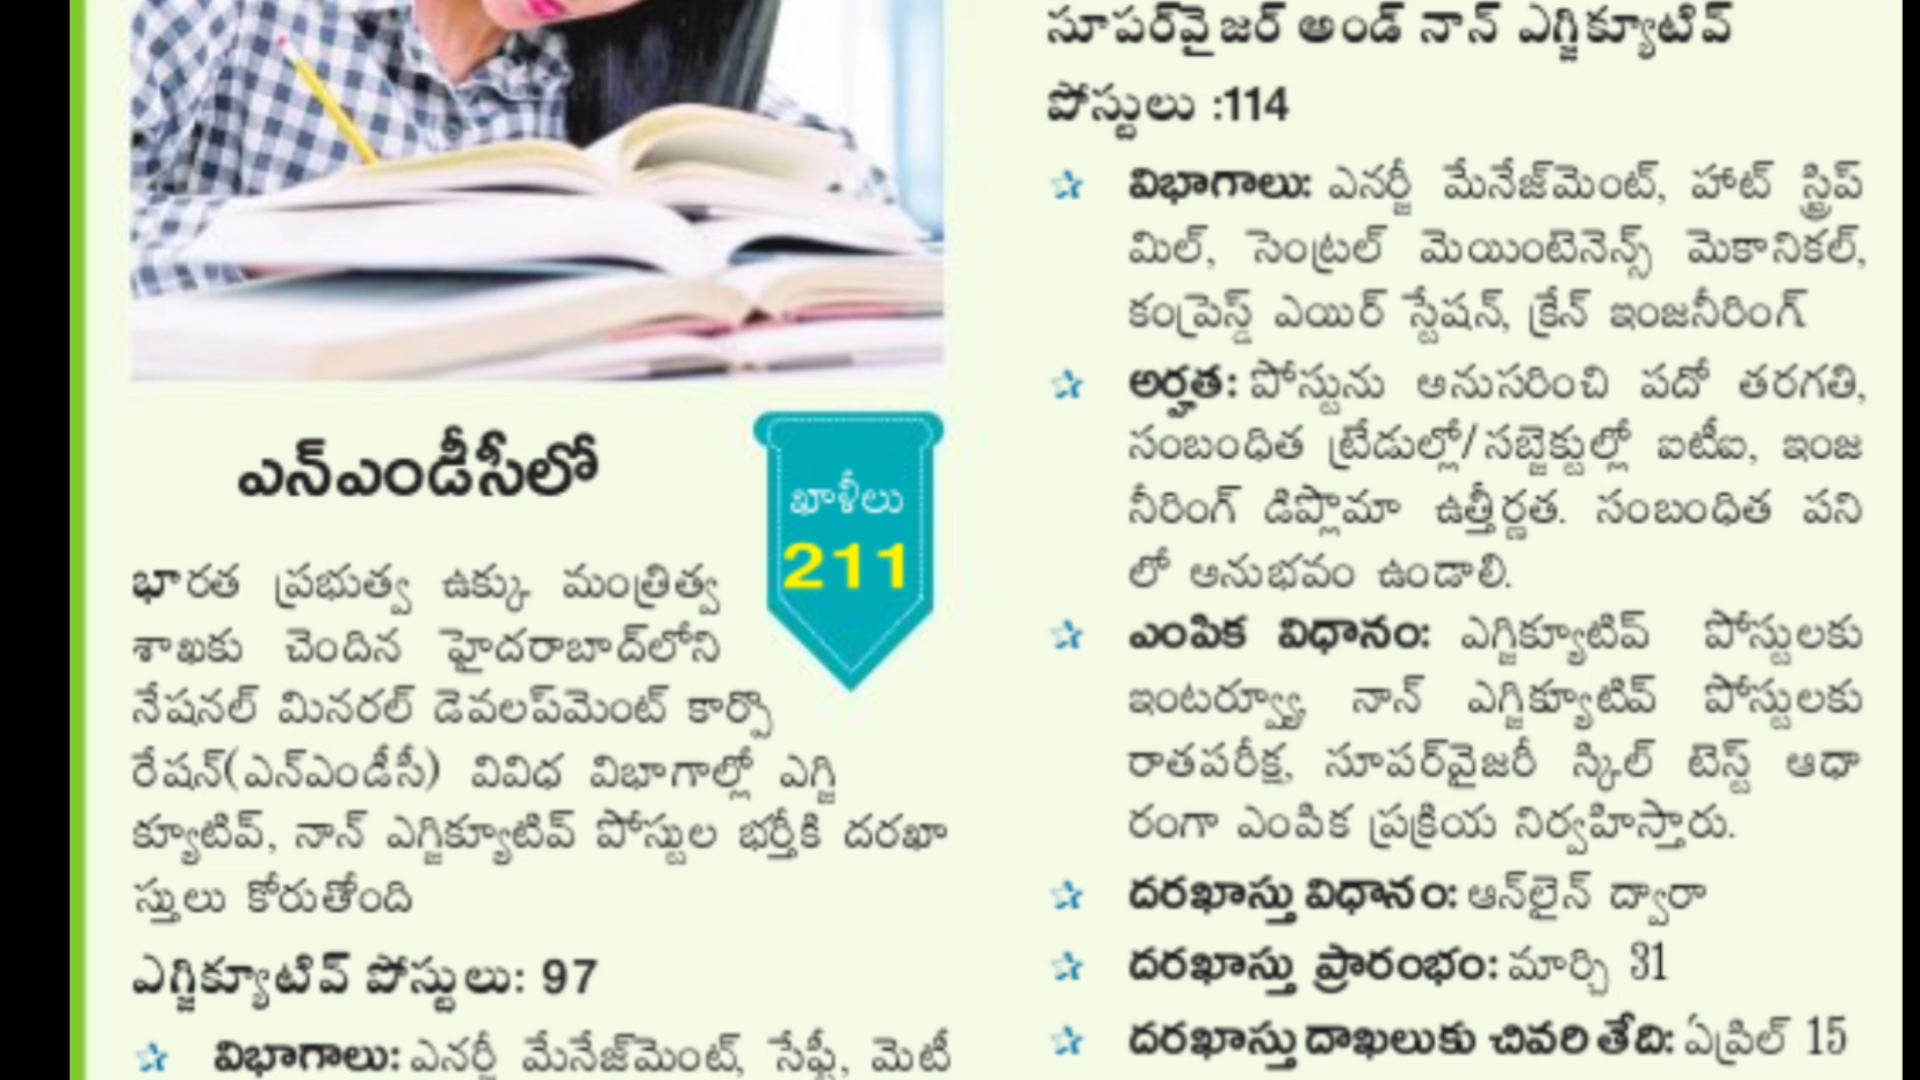 ఎన్ఎండీసీలో
ఖాళీలు
211
భారత ప్రభుత్వ ఉక్కు మంత్రిత్వ
శాఖకు చెందిన హైదరాబాద్‌లోని
నేషనల్ మినరల్ డెవలప్‌మెంట్ కార్పొ
రేషన్(ఎన్ఎండీసీ) వివిధ విభాగాల్లో ఎగ్జి
క్యూటివ్, నాన్ ఎగ్జిక్యూటివ్ పోస్టుల భర్తీకి దరఖా
స్తులు కోరుతోంది
ఎగ్జిక్యూటివ్ పోస్టులు: 97
☆ విభాగాలు: ఎనర్జీ మేనేజ్‌మెంట్, సేఫ్టీ, మెటీ
సూపర్‌వైజర్ అండ్ నాన్ ఎగ్జిక్యూటివ్
పోస్టులు :114
☆ విభాగాలు: ఎనర్జీ మేనేజ్‌మెంట్, హాట్ స్ట్రిప్
మిల్, సెంట్రల్ మెయింటెనెన్స్ మెకానికల్,
కంప్రెస్డ్ ఎయిర్ స్టేషన్, క్రేన్ ఇంజనీరింగ్
☆ అర్హత: పోస్టును అనుసరించి పదో తరగతి,
సంబంధిత ట్రేడుల్లో/సబ్జెక్టుల్లో ఐటీఐ, ఇంజ
నీరింగ్ డిప్లొమా ఉత్తీర్ణత. సంబంధిత పని
లో అనుభవం ఉండాలి.
☆ ఎంపిక విధానం: ఎగ్జిక్యూటివ్ పోస్టులకు
ఇంటర్వ్యూ, నాన్ ఎగ్జిక్యూటివ్ పోస్టులకు
రాతపరీక్ష, సూపర్‌వైజరీ స్కిల్ టెస్ట్ ఆధా
రంగా ఎంపిక ప్రక్రియ నిర్వహిస్తారు.
☆ దరఖాస్తు విధానం: ఆన్‌లైన్ ద్వారా
☆ దరఖాస్తు ప్రారంభం: మార్చి 31
☆ దరఖాస్తు దాఖలుకు చివరి తేది: ఏప్రిల్ 15